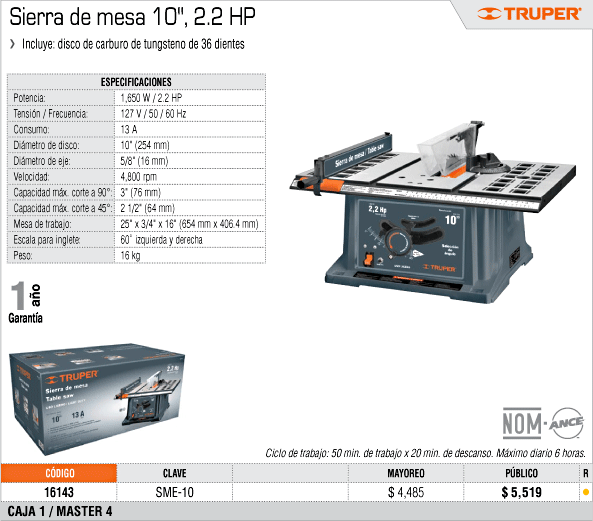 Sierra de mesa 10", 2.2 HP
TRUPER®
Incluye: disco de carburo de tungsteno de 36 dientes
ESPECIFICACIONES
Potencia: 1,650 W / 2.2 HP
Tensión / Frecuencia: 127 V / 50 / 60 Hz
Consumo: 13 A
Diámetro de disco: 10" (254 mm)
Diámetro de eje: 5/8" (16 mm)
Velocidad: 4,800 rpm
Capacidad máx. corte a 90°: 3" (76 mm)
Capacidad máx. corte a 45°: 2 1/2" (64 mm)
Mesa de trabajo: 25" x 3/4" x 16" (654 mm x 406.4 mm)
Escala para inglete: 60° izquierda y derecha
Peso: 16 kg
Sierra de mesa / Table saw
2.2 Hp
10"
TRUPER
1 año
Garantía
TRUPER
Sierra de mesa
Table saw
2.2 Hp
10"
13 A
NOM-ANCE
Ciclo de trabajo: 50 min. de trabajo x 20 min. de descanso. Máximo diario 6 horas.
CÓDIGO CLAVE MAYOREO PÚBLICO R
16143 SME-10 $ 4,485 $ 5,519
CAJA 1 / MASTER 4